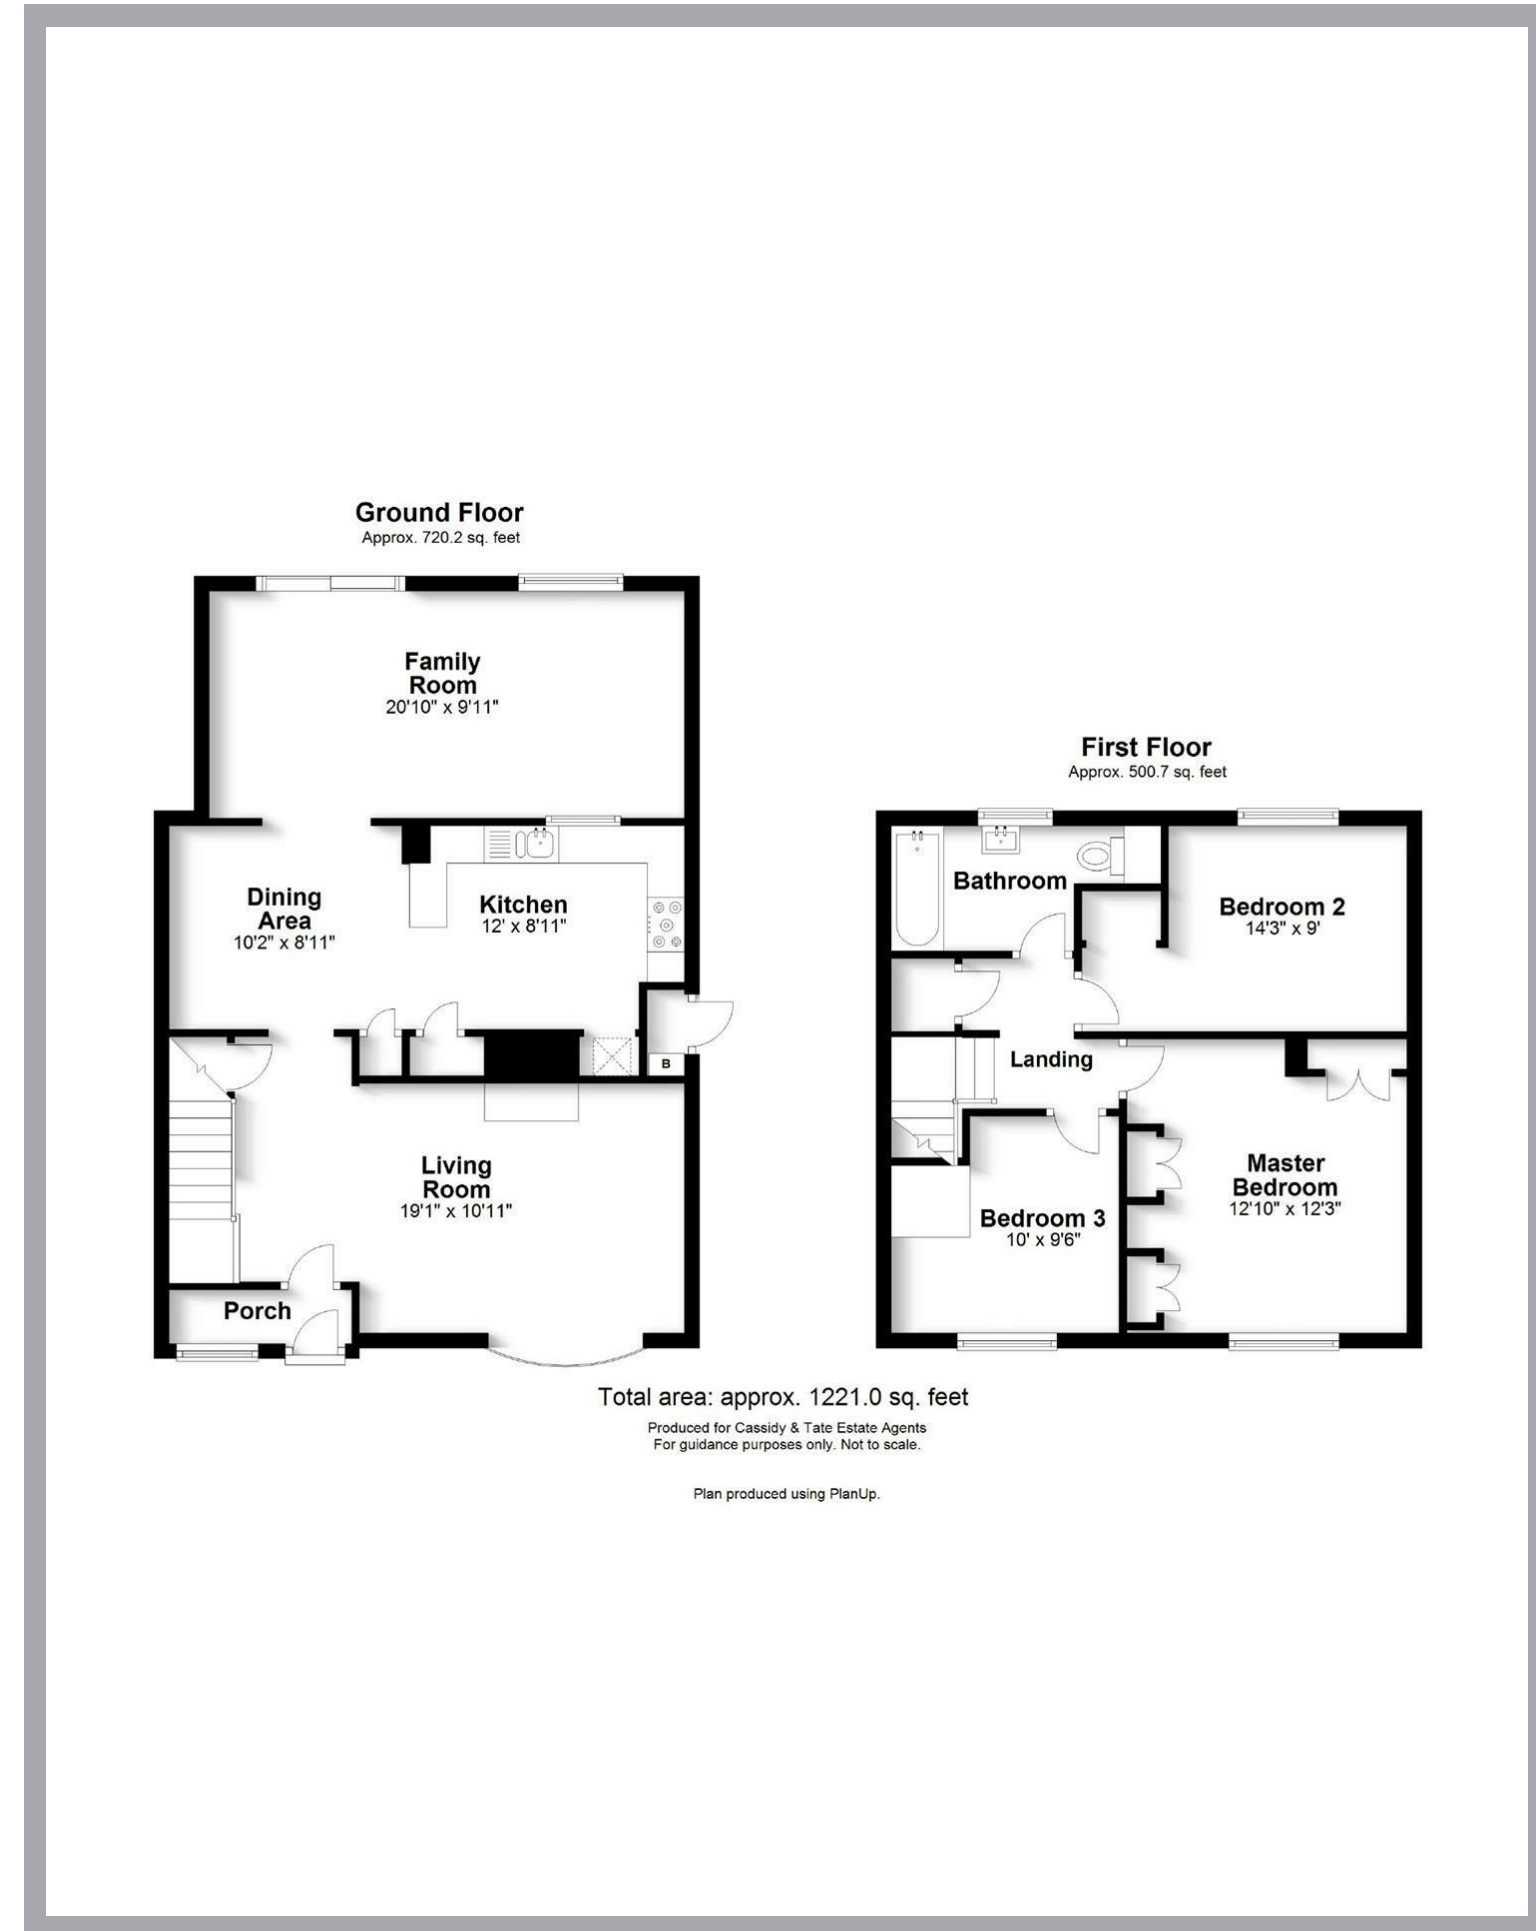 Ground Floor
Approx. 720.2 sq. feet
Family
Room
20'10" x 9'11"
Dining
Area
10'2" x 8'11"
Kitchen
12' x 8'11"
B
Living
Room
19'1" x 10'11"
Porch
First Floor
Approx. 500.7 sq. feet
Bathroom
Bedroom 2
14'3" x 9'
Landing
Master
Bedroom
12'10" x 12'3"
Bedroom 3
10' x 9'6"
Total area: approx. 1221.0 sq. feet
Produced for Cassidy & Tate Estate Agents
For guidance purposes only. Not to scale.
Plan produced using PlanUp.